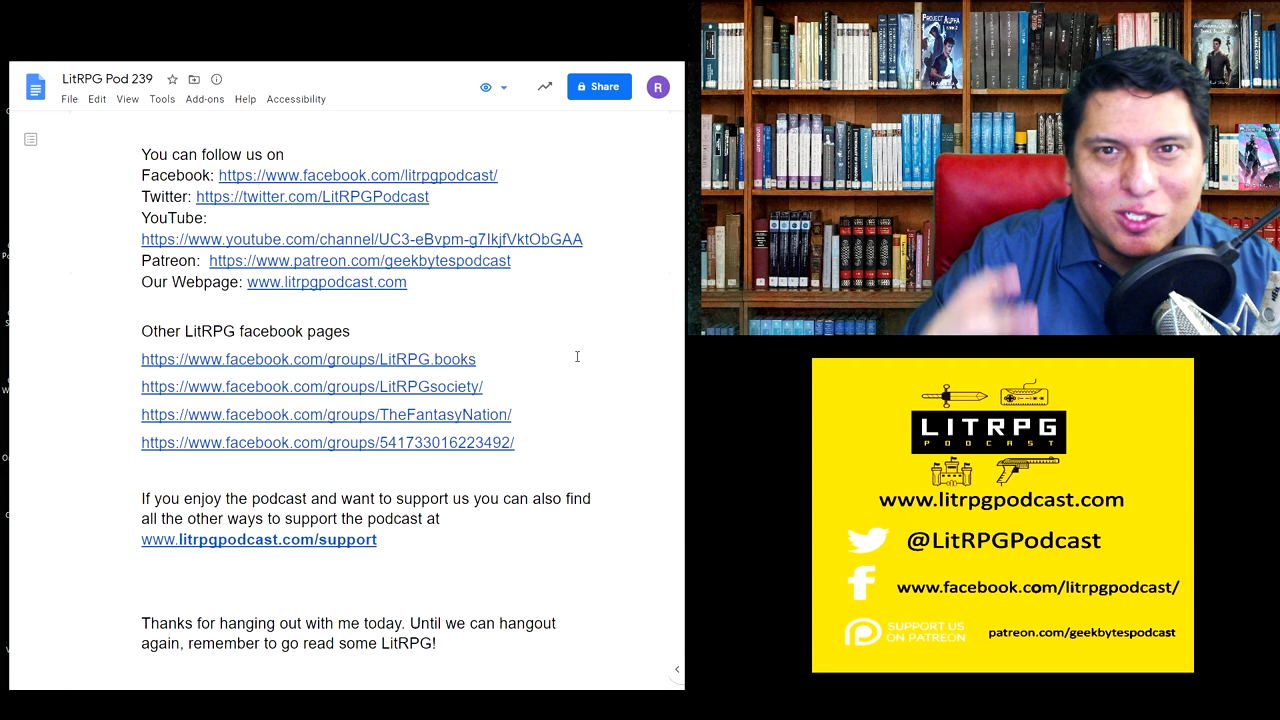 LitRPG Pod 239
File Edit View Tools Add-ons Help Accessibility
Share
R
You can follow us on
Facebook: https://www.facebook.com/litrpgpodcast/
Twitter: https://twitter.com/LitRPGPodcast
YouTube:
https://www.youtube.com/channel/UC3-eBvpm-g7IkjfVktObGAA
Patreon: https://www.patreon.com/geekbytespodcast
Our Webpage: www.litrpgpodcast.com
Other LitRPG facebook pages
https://www.facebook.com/groups/LitRPG.books
https://www.facebook.com/groups/LitRPGsociety/
https://www.facebook.com/groups/TheFantasyNation/
https://www.facebook.com/groups/541733016223492/
If you enjoy the podcast and want to support us you can also find
all the other ways to support the podcast at
www.litrpgpodcast.com/support
Thanks for hanging out with me today. Until we can hangout
again, remember to go read some LitRPG!
PROJECT ALPHA
LITRPG
PODCAST
www.litrpgpodcast.com
@LitRPGPodcast
www.facebook.com/litrpgpodcast/
SUPPORT US
ON PATREON
patreon.com/geekbytespodcast